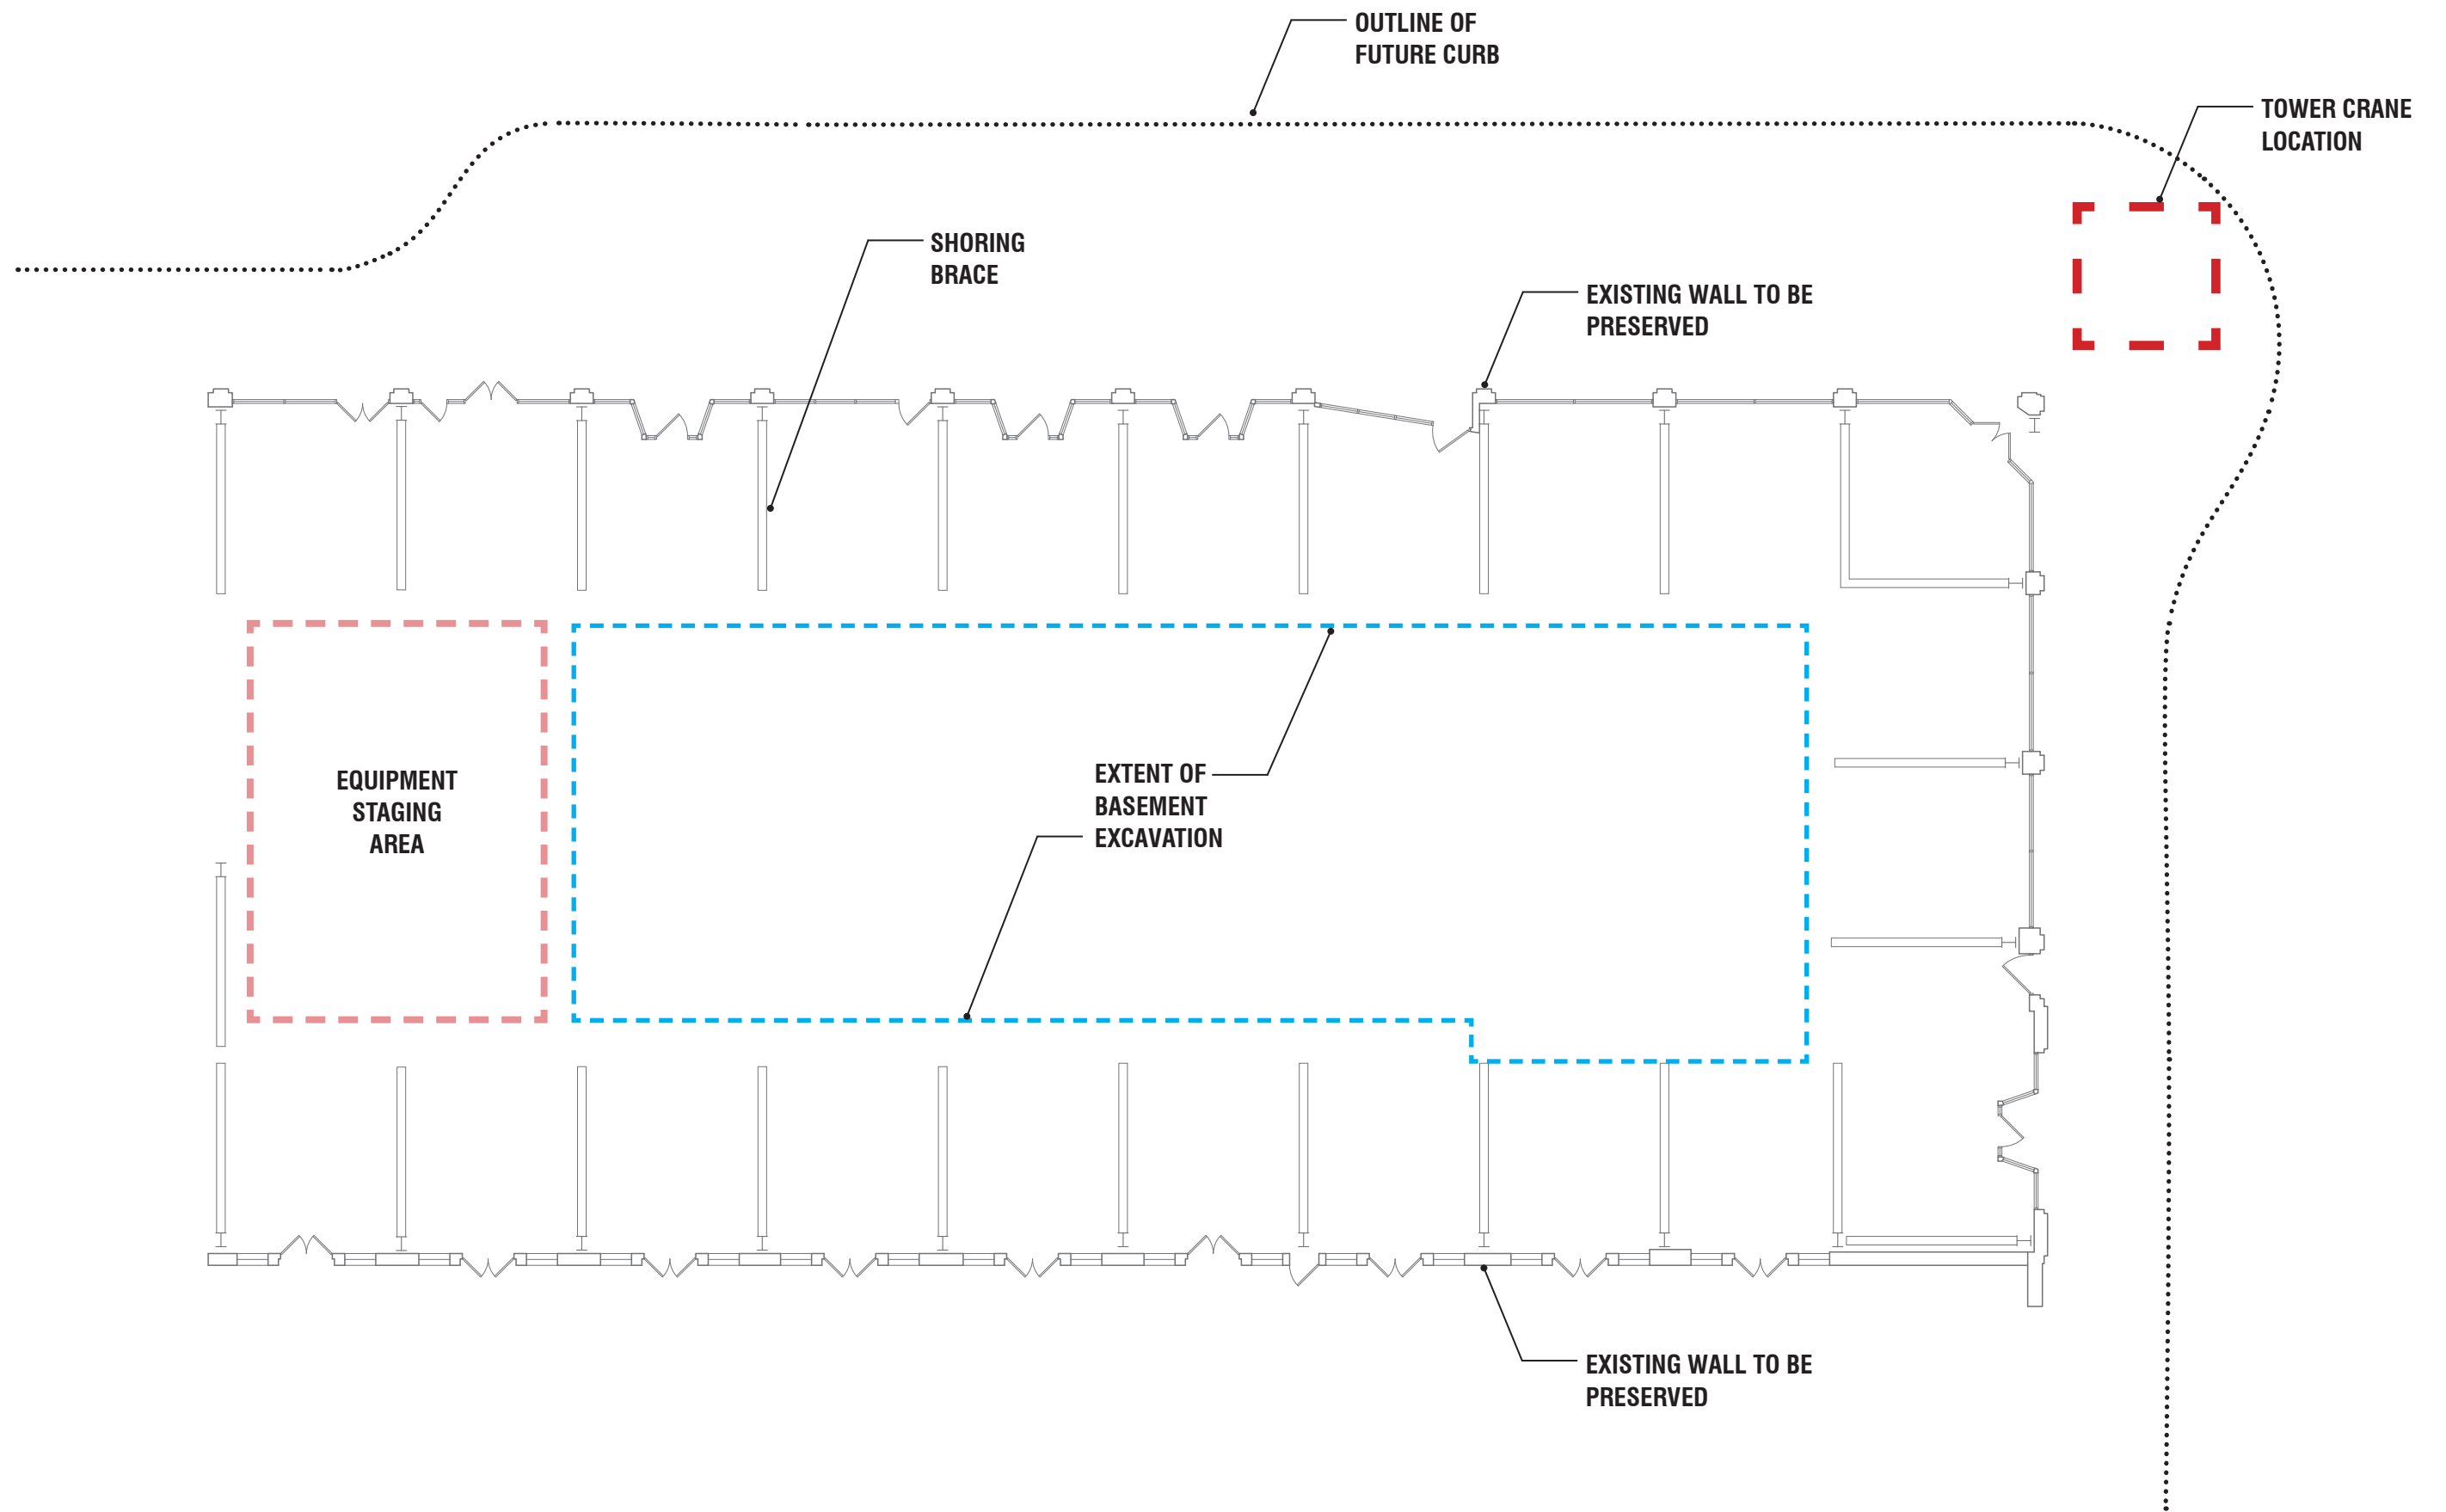 OUTLINE OF
FUTURE CURB
TOWER CRANE
LOCATION
SHORING
BRACE
EXISTING WALL TO BE
PRESERVED
EQUIPMENT
STAGING
AREA
EXTENT OF
BASEMENT
EXCAVATION
EXISTING WALL TO BE
PRESERVED